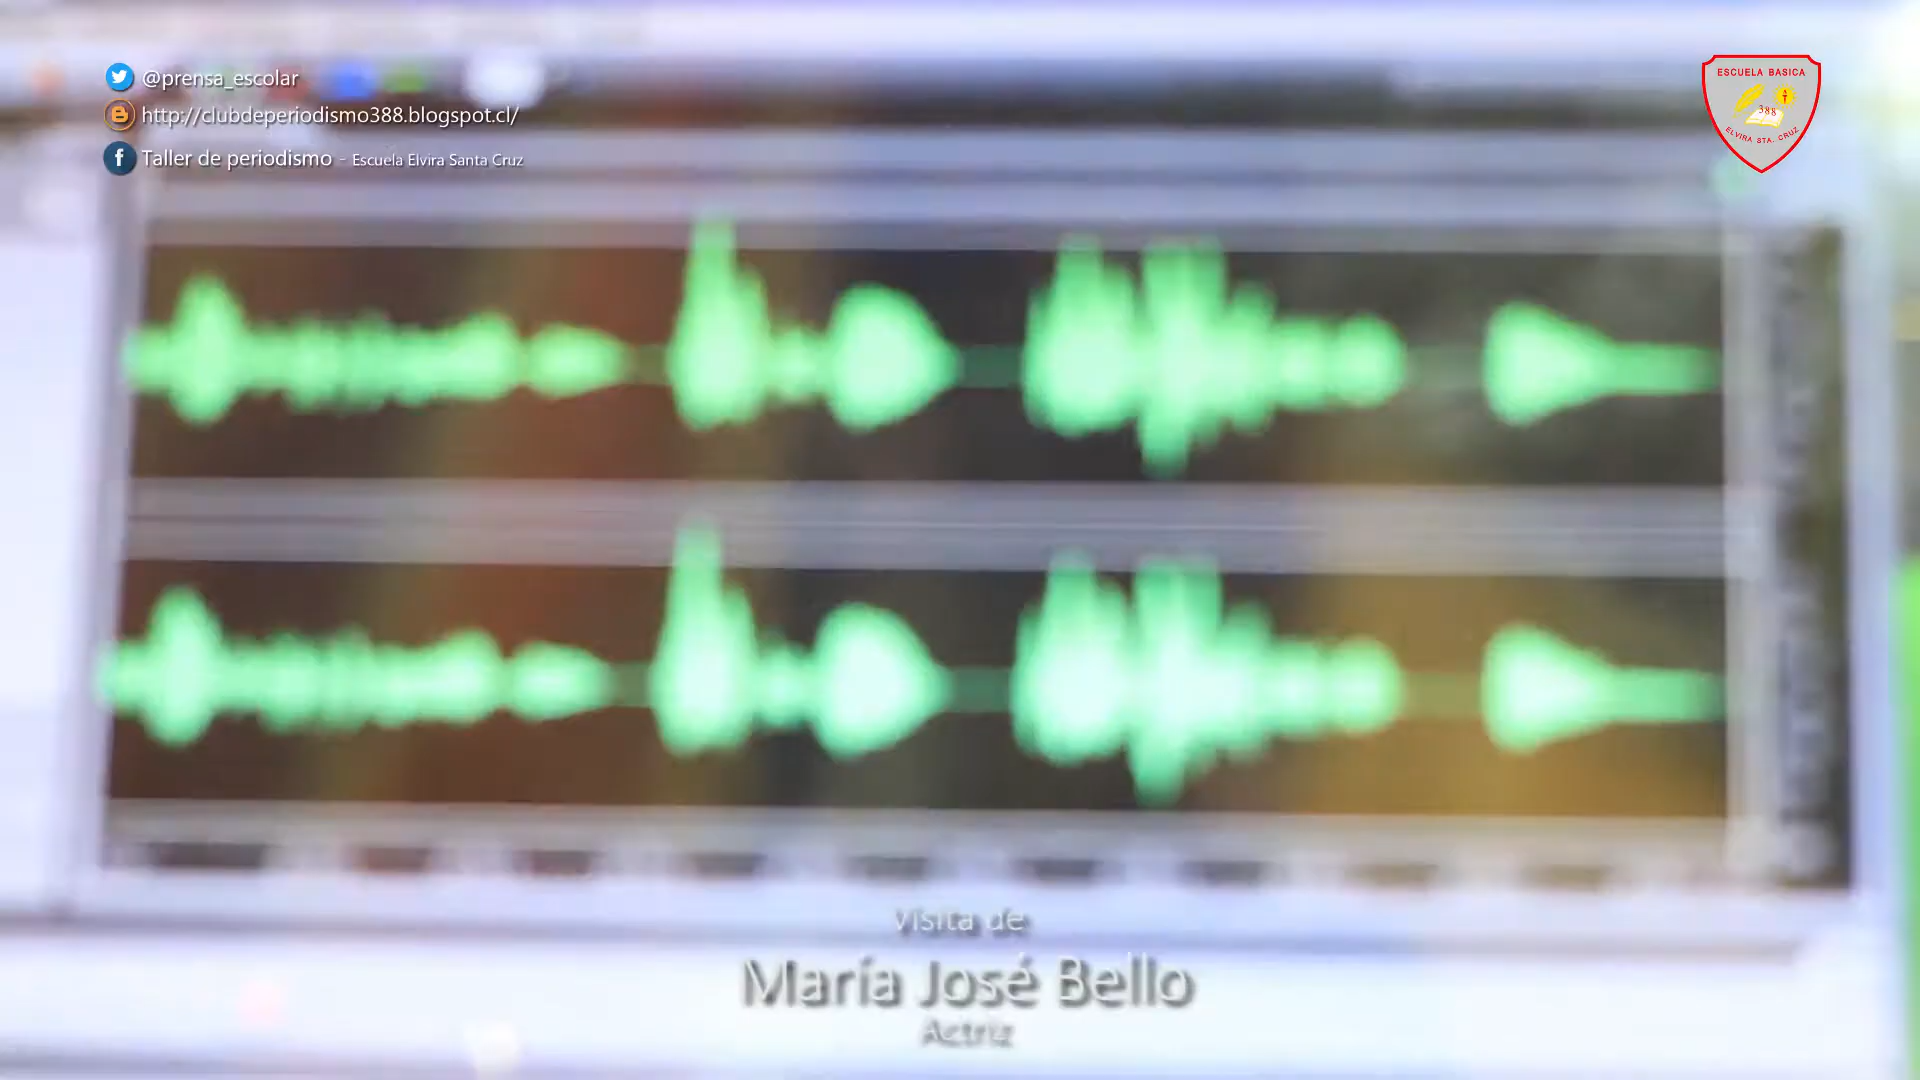 @prensa_escolar
http://clubdeperiodismo388.blogspot.cl/
Taller de periodismo - Escuela Elvira Santa Cruz
ESCUELA BASICA
388
ELVIRA STA. CRUZ
Visita de
María José Bello
Actriz